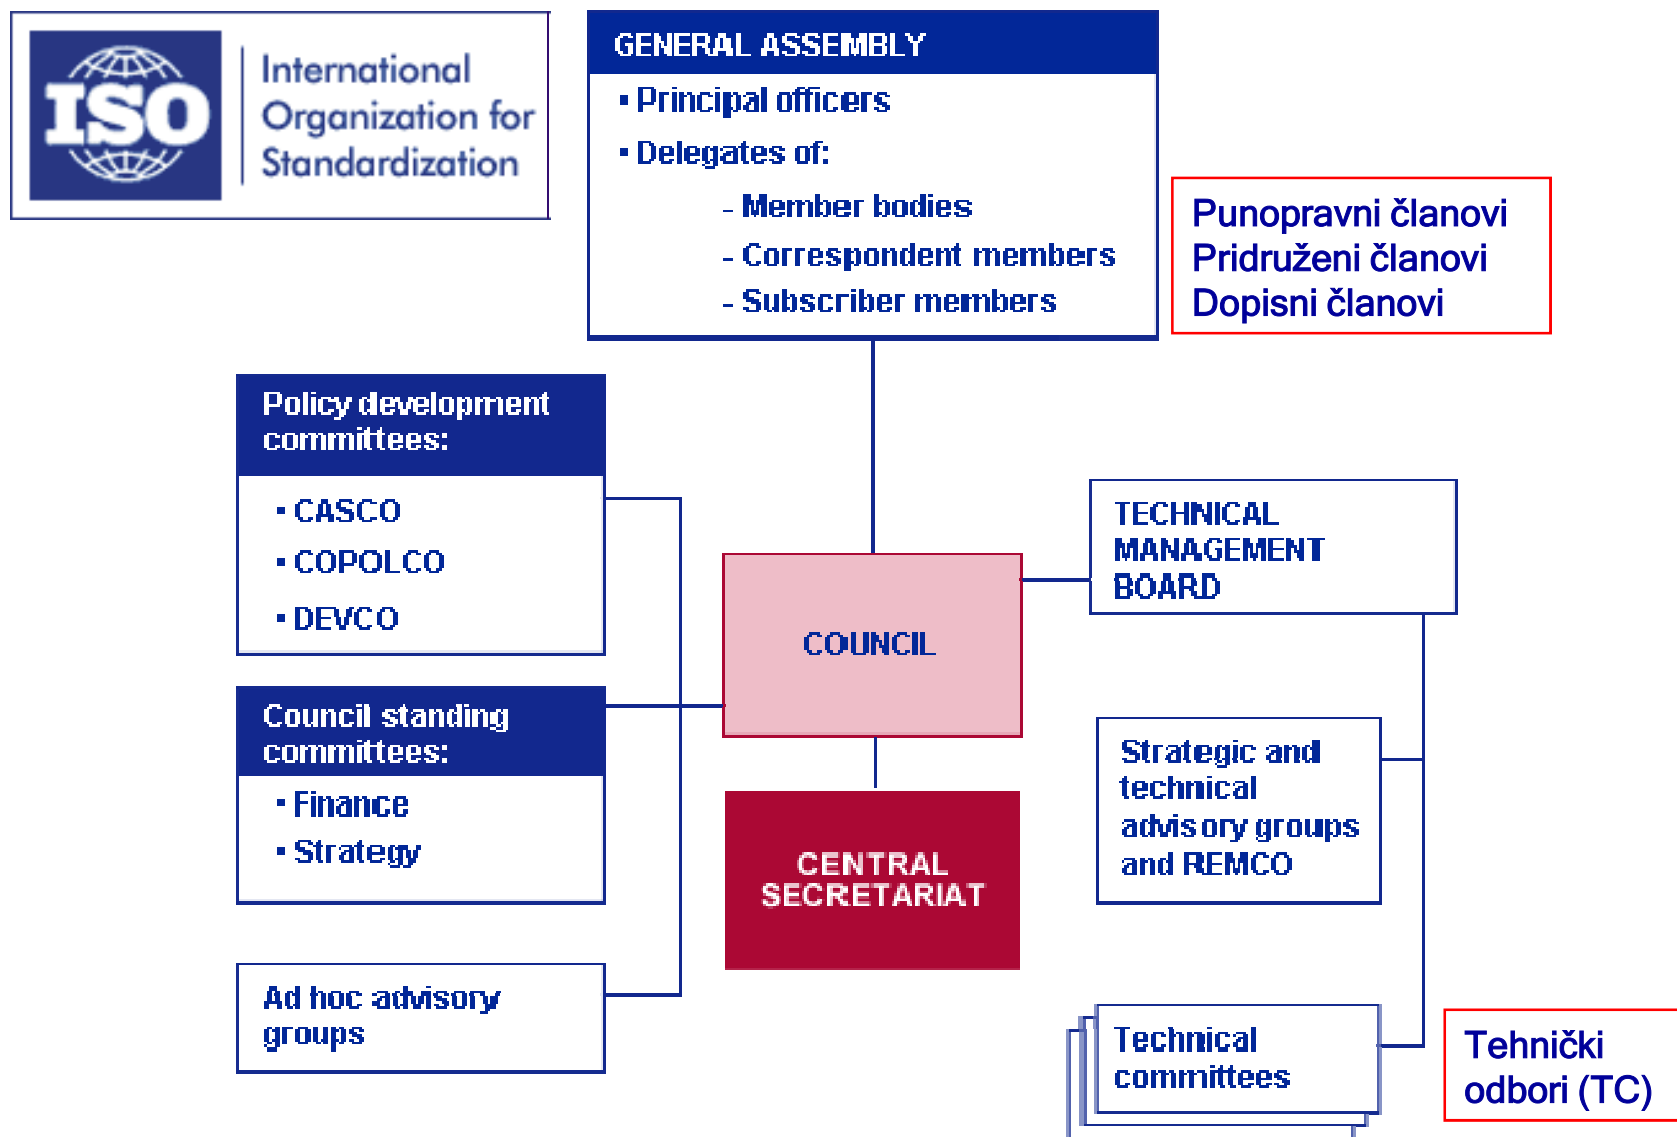 ISO
International
Organization for
Standardization
GENERAL ASSEMBLY
▪ Principal officers
▪ Delegates of:
- Member bodies
- Correspondent members
- Subscriber members
Punopravni članovi
Pridruženi članovi
Dopisni članovi
Policy development
committees:
▪ CASCO
▪ COPOLCO
▪ DEVCO
TECHNICAL
MANAGEMENT
BOARD
COUNCIL
Council standing
committees:
▪ Finance
▪ Strategy
Strategic and
technical
advisory groups
and REMCO
CENTRAL
SECRETARIAT
Ad hoc advisory
groups
Technical
committees
Tehnički
odbori (TC)